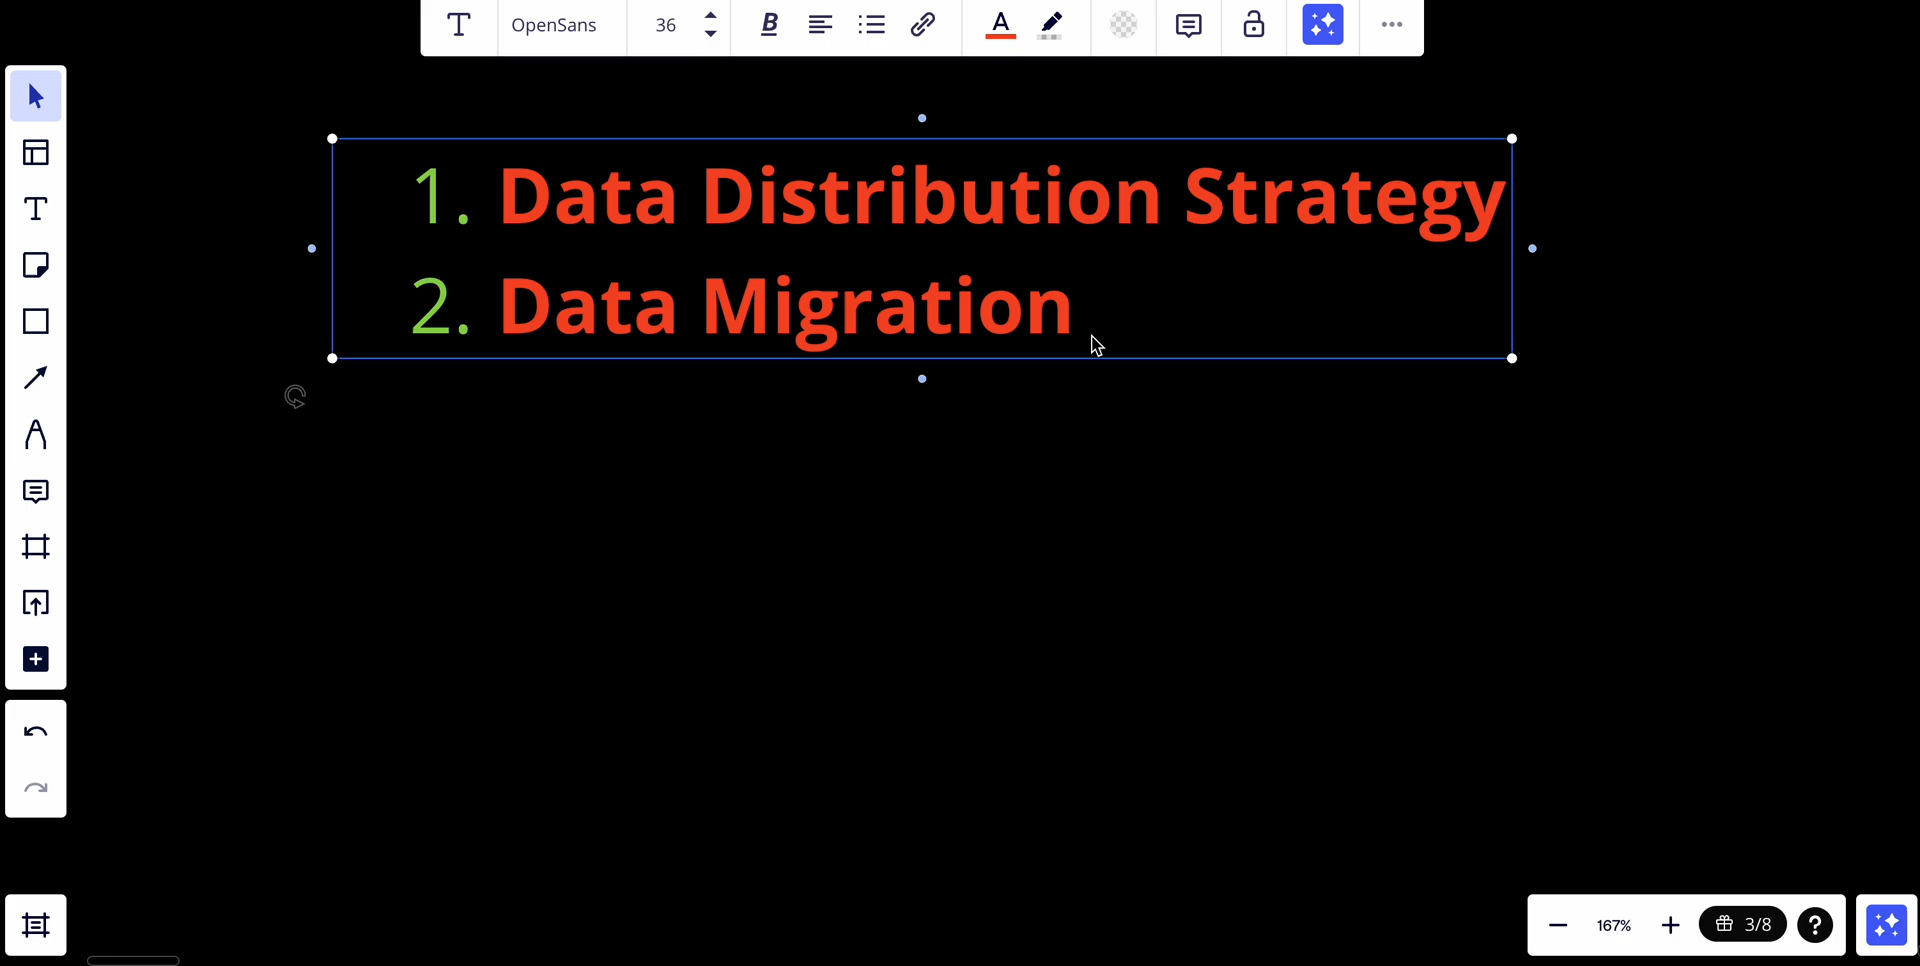 OpenSans 36 B A
1. Data Distribution Strategy
2. Data Migration
167% 3/8 ?